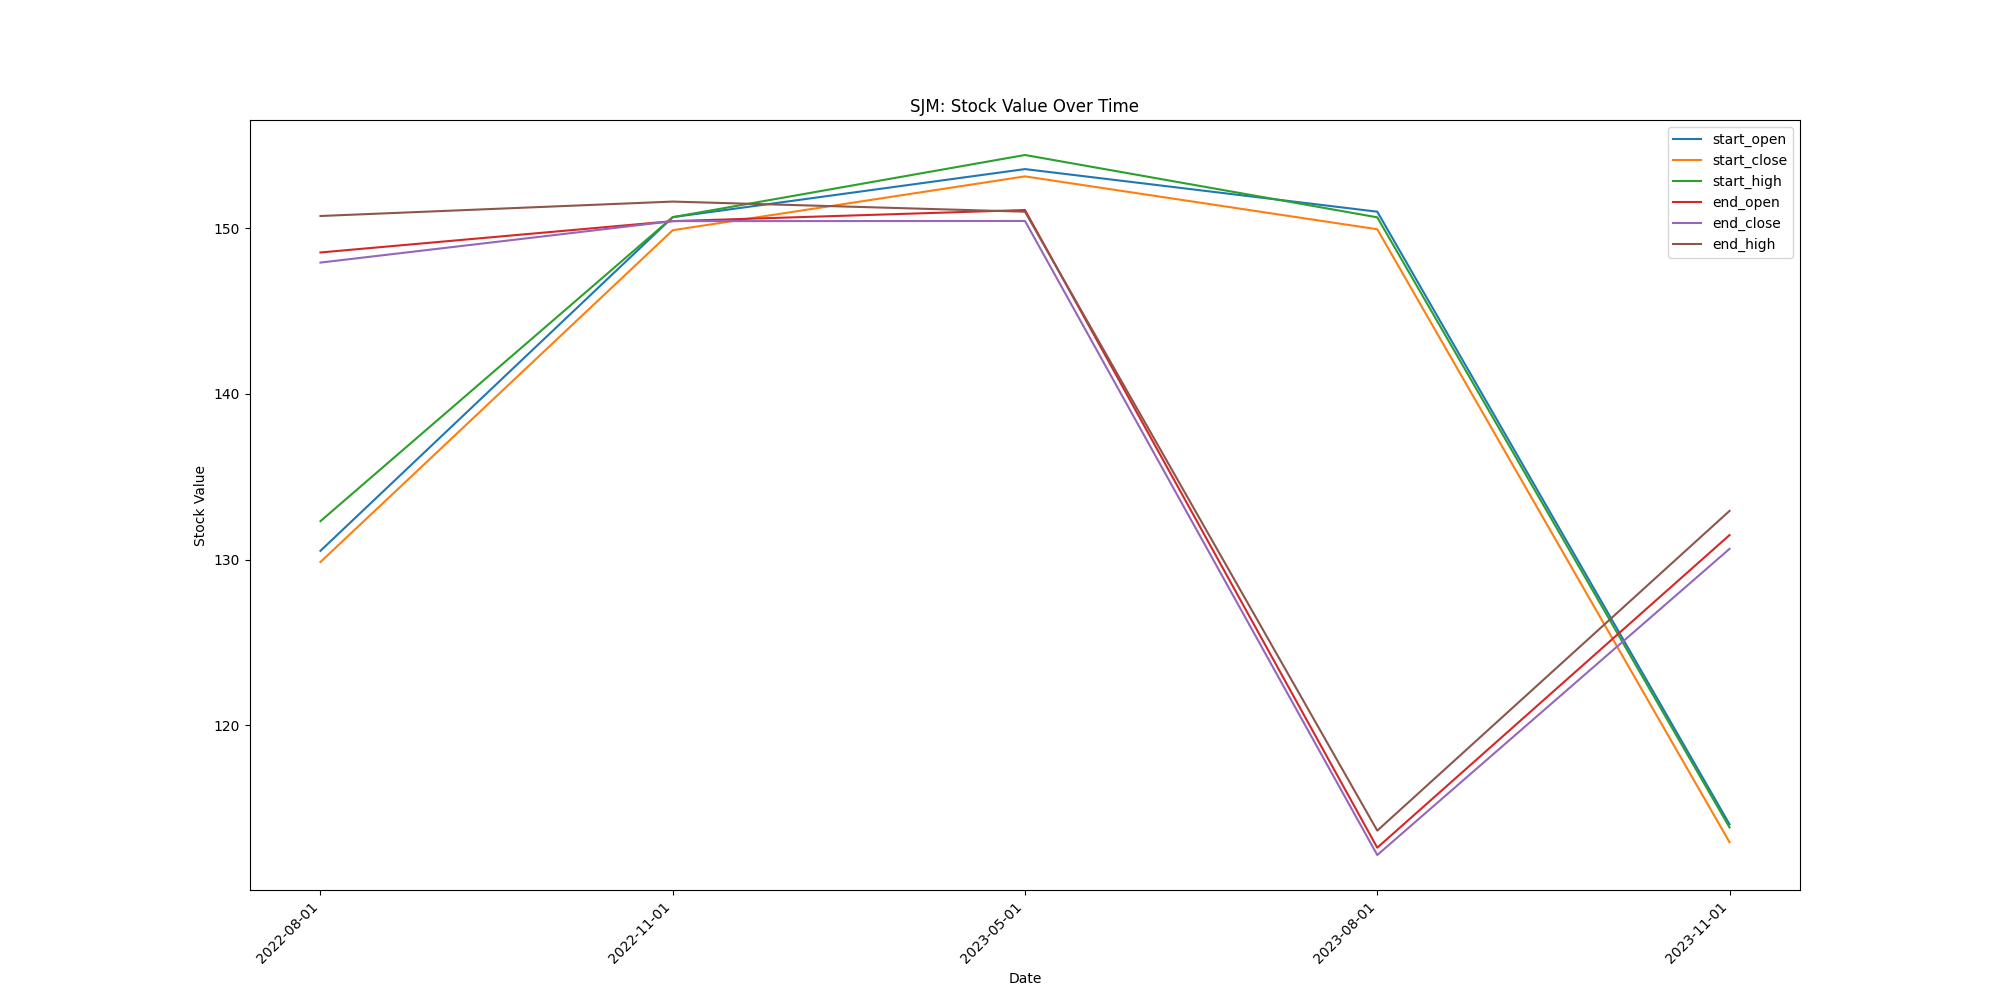 SJM: Stock Value Over Time
start_open
start_close
start_high
end_open
end_close
end_high
Stock Value
150
140
130
120
2022-08-01
2022-11-01
2023-05-01
2023-08-01
2023-11-01
Date